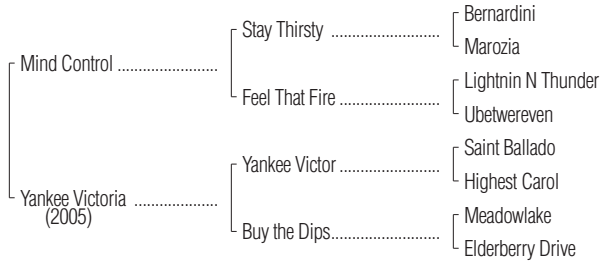 Bernardini
Stay Thirsty ..........................
Marozia
Mind Control ........................
Lightnin N Thunder
Feel That Fire ........................
Ubetwereven
Saint Ballado
Yankee Victor ........................
Highest Carol
Yankee Victoria ....................
(2005)
Meadowlake
Buy the Dips..........................
Elderberry Drive